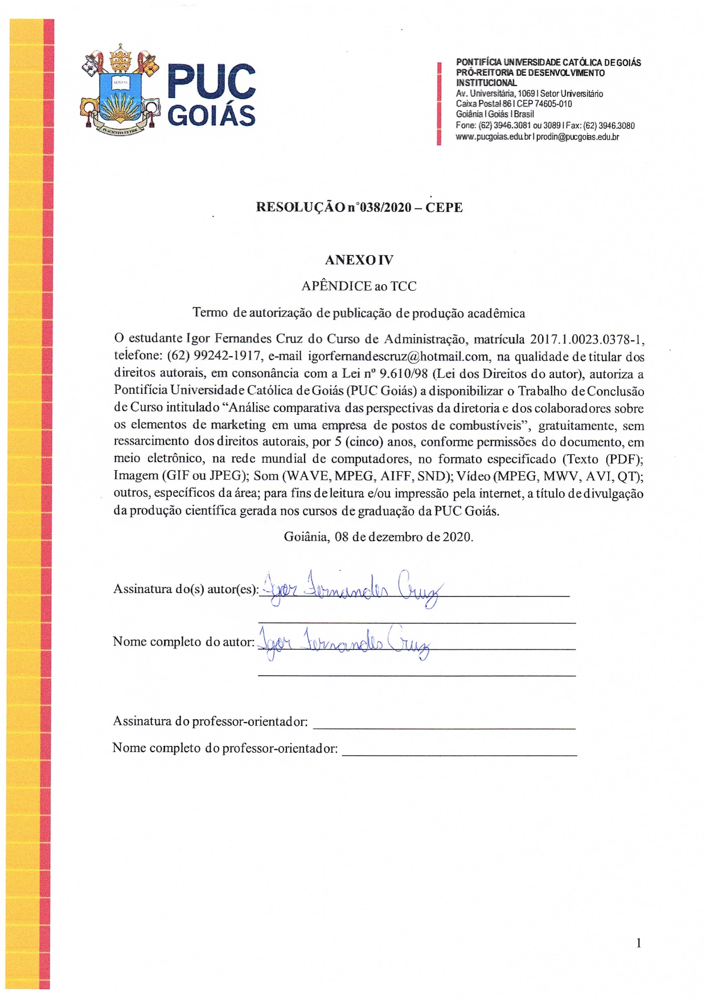 PUC
GOIÁS
IN SCIENTIA ET FIDE
PONTIFÍCIA UNIVERSIDADE CATÓLICA DE GOIÁS
PRÓ-REITORIA DE DESENVOLVIMENTO
INSTITUCIONAL
Av. Universitária, 1069 I Setor Universitário
Caixa Postal 86 I CEP 74605-010
Goiânia I Goiás I Brasil
Fone: (62) 3946.3081 ou 3089 I Fax: (62) 3946.3080
www.pucgoias.edu.br I prodin@pucgoias.edu.br
RESOLUÇÃO n°038/2020 – CEPE
ANEXO IV
APÊNDICE ao TCC
Termo de autorização de publicação de produção acadêmica
O estudante Igor Fernandes Cruz do Curso de Administração, matrícula 2017.1.0023.0378-1,
telefone: (62) 99242-1917, e-mail igorfernandescruz@hotmail.com, na qualidade de titular dos
direitos autorais, em consonância com a Lei nº 9.610/98 (Lei dos Direitos do autor), autoriza a
Pontifícia Universidade Católica de Goiás (PUC Goiás) a disponibilizar o Trabalho de Conclusão
de Curso intitulado “Análise comparativa das perspectivas da diretoria e dos colaboradores sobre
os elementos de marketing em uma empresa de postos de combustíveis”, gratuitamente, sem
ressarcimento dos direitos autorais, por 5 (cinco) anos, conforme permissões do documento, em
meio eletrônico, na rede mundial de computadores, no formato especificado (Texto (PDF);
Imagem (GIF ou JPEG); Som (WAVE, MPEG, AIFF, SND); Vídeo (MPEG, MWV, AVI, QT);
outros, específicos da área; para fins de leitura e/ou impressão pela internet, a título de divulgação
da produção científica gerada nos cursos de graduação da PUC Goiás.
Goiânia, 08 de dezembro de 2020.
Assinatura do(s) autor(es): Igor Fernandes Cruz
Nome completo do autor: Igor Fernandes Cruz
Assinatura do professor-orientador:
Nome completo do professor-orientador:
1